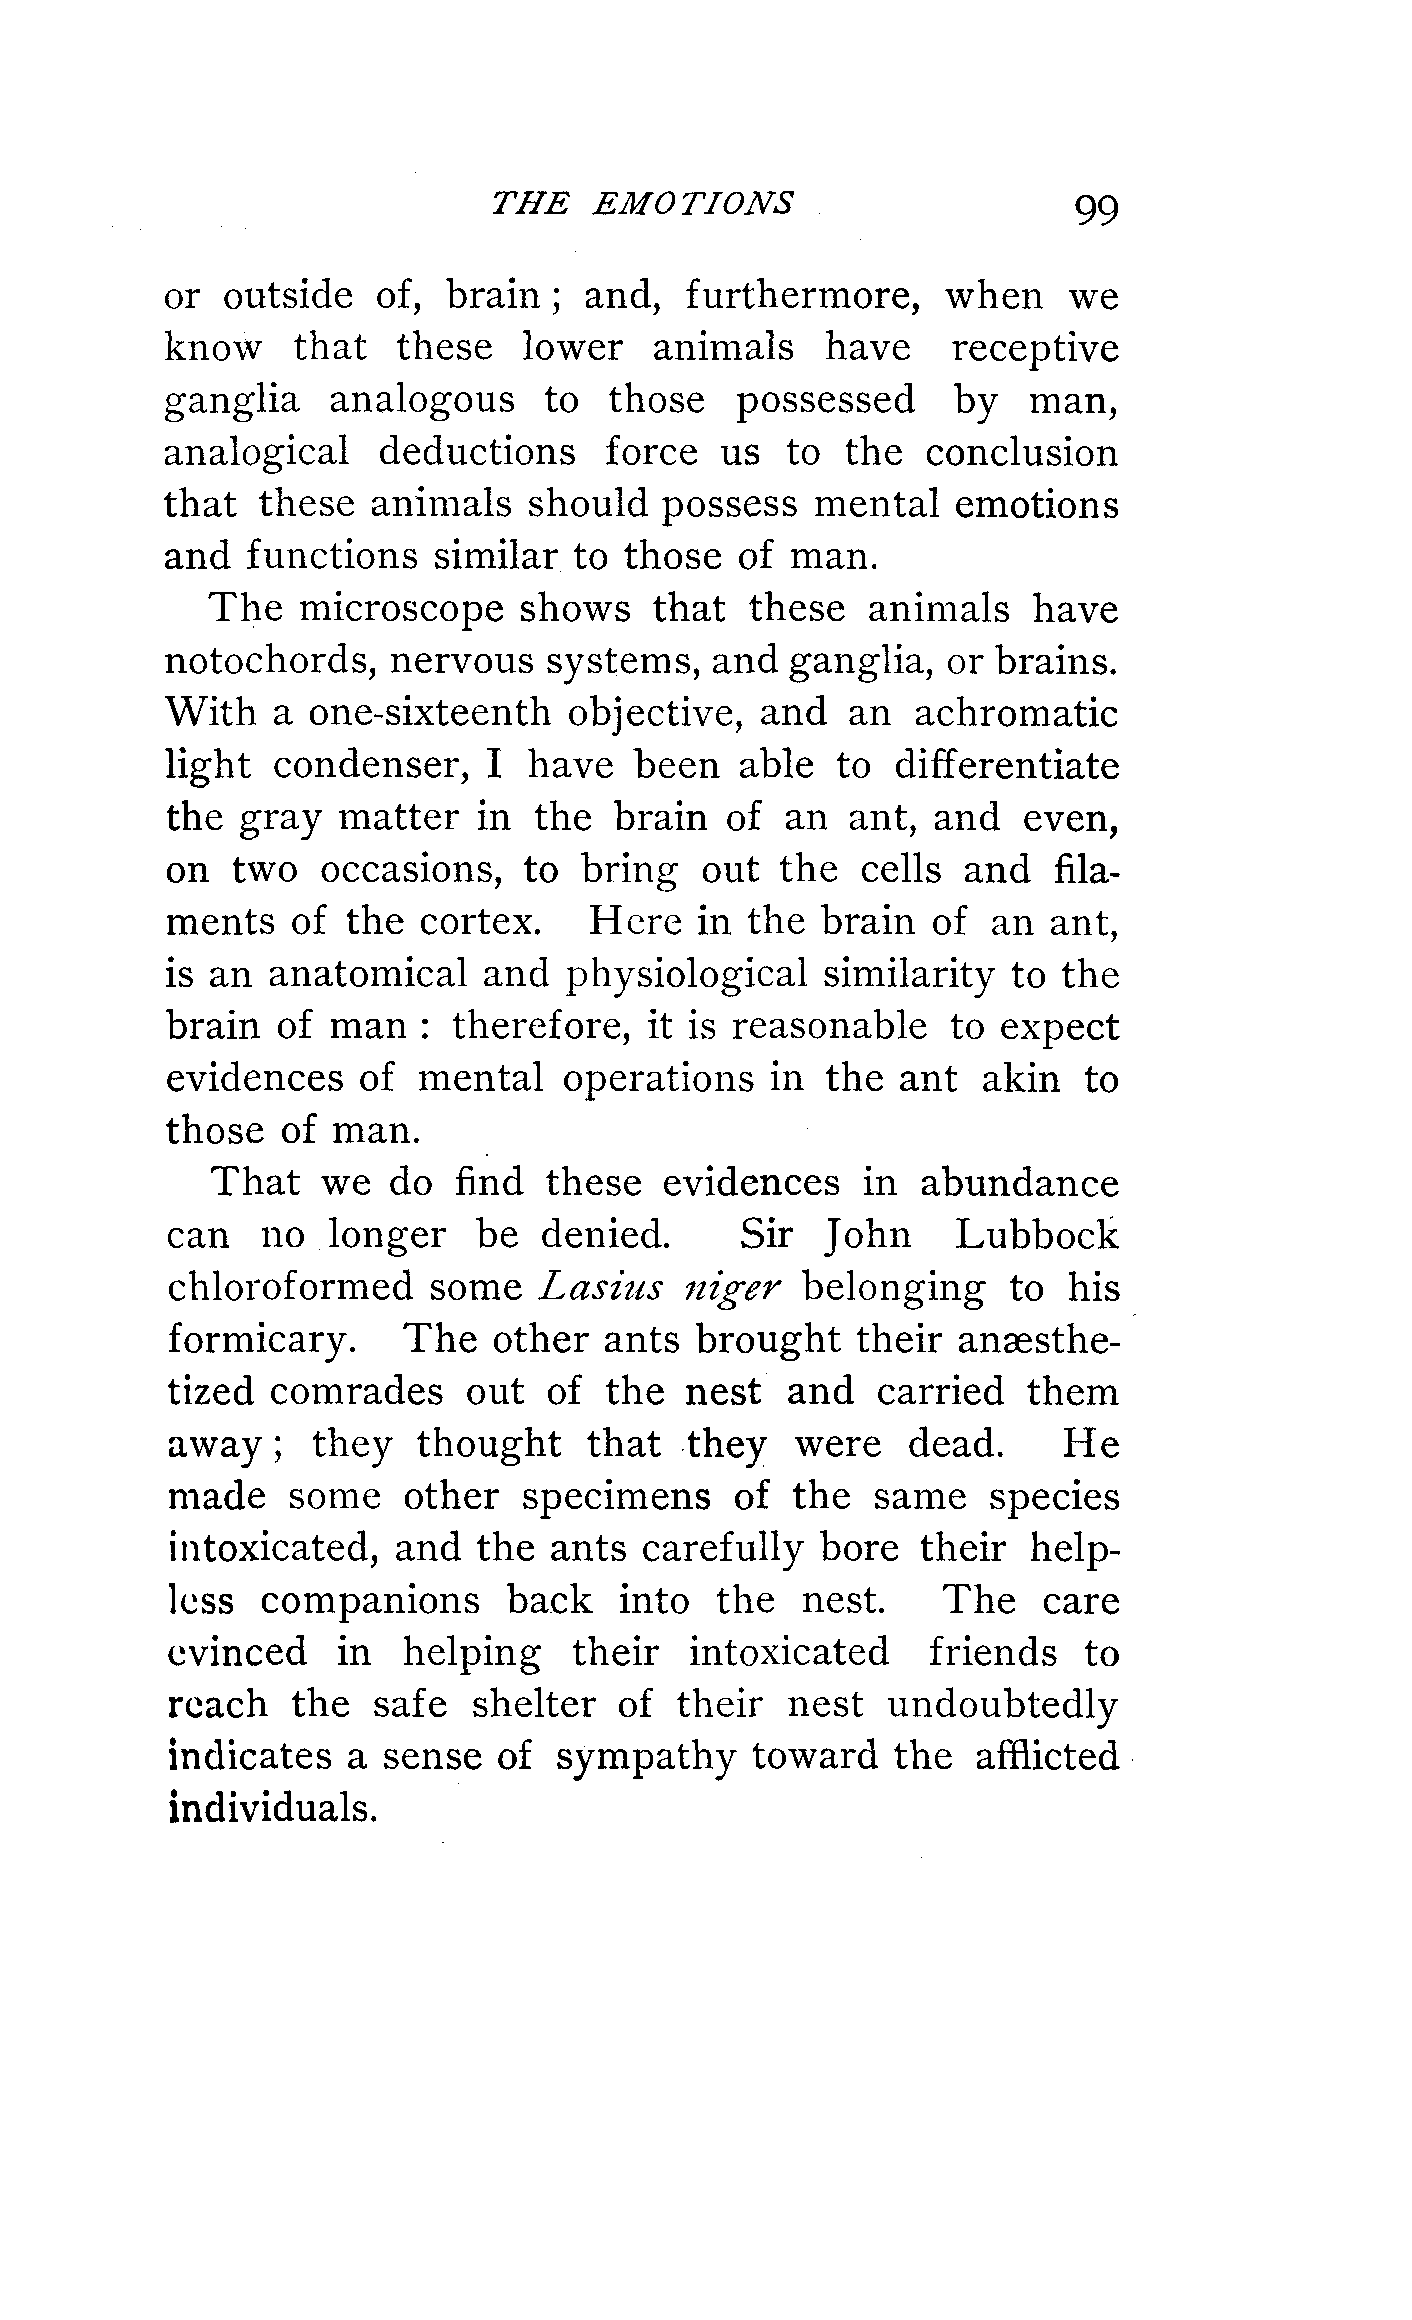 THE EMOTIONS 99
or outside of, brain ; and, furthermore, when we
know that these lower animals have receptive
ganglia analogous to those possessed by man,
analogical deductions force us to the conclusion
that these animals should possess mental emotions
and functions similar to those of man.
The microscope shows that these animals have
notochords, nervous systems, and ganglia, or brains.
With a one-sixteenth objective, and an achromatic
light condenser, I have been able to differentiate
the gray matter in the brain of an ant, and even,
on two occasions, to bring out the cells and fila-
ments of the cortex. Here in the brain of an ant,
is an anatomical and physiological similarity to the
brain of man : therefore, it is reasonable to expect
evidences of mental operations in the ant akin to
those of man.
That we do find these evidences in abundance
can no longer be denied. Sir John Lubbock
chloroformed some Lasius niger belonging to his
formicary. The other ants brought their anæsthe-
tized comrades out of the nest and carried them
away ; they thought that they were dead. He
made some other specimens of the same species
intoxicated, and the ants carefully bore their help-
less companions back into the nest. The care
evinced in helping their intoxicated friends to
reach the safe shelter of their nest undoubtedly
indicates a sense of sympathy toward the afflicted
individuals.